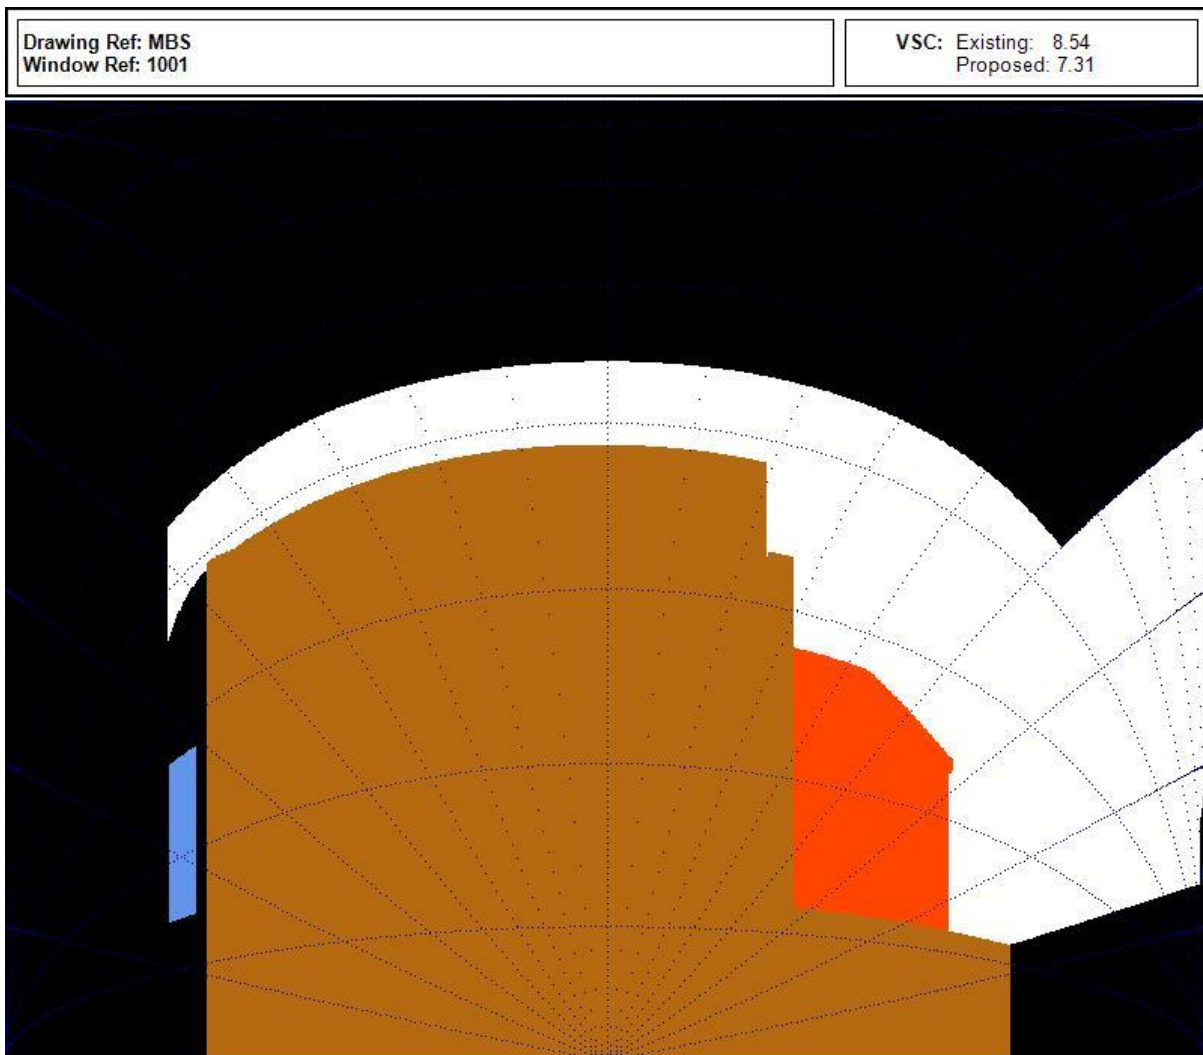 Drawing Ref: MBS
Window Ref: 1001
VSC: Existing: 8.54
Proposed: 7.31